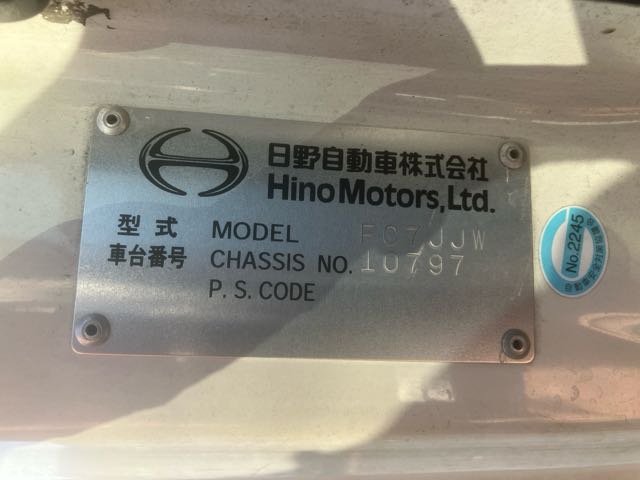 日野自動車株式会社
Hino Motors, Ltd.
型式 MODEL FC7JJW
車台番号 CHASSIS NO. 10797
P. S. CODE
No.2245